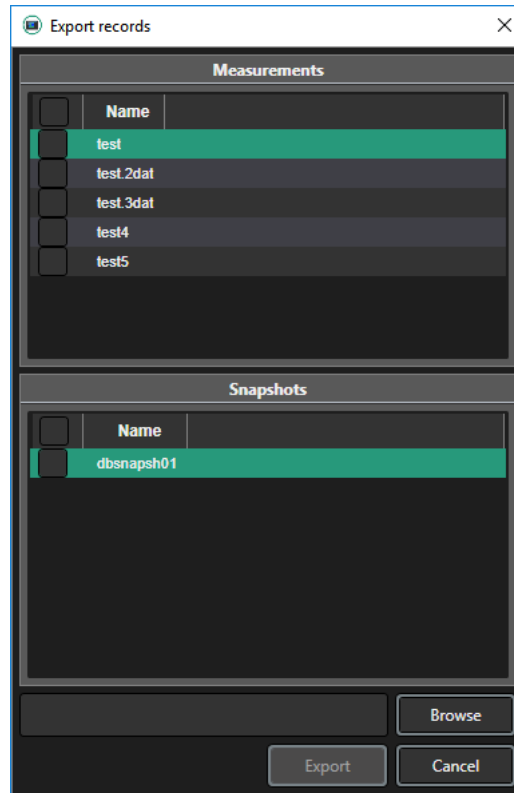 Export records
Measurements
Name
test
test.2dat
test.3dat
test4
test5
Snapshots
Name
dbsnapsh01
Browse
Export Cancel